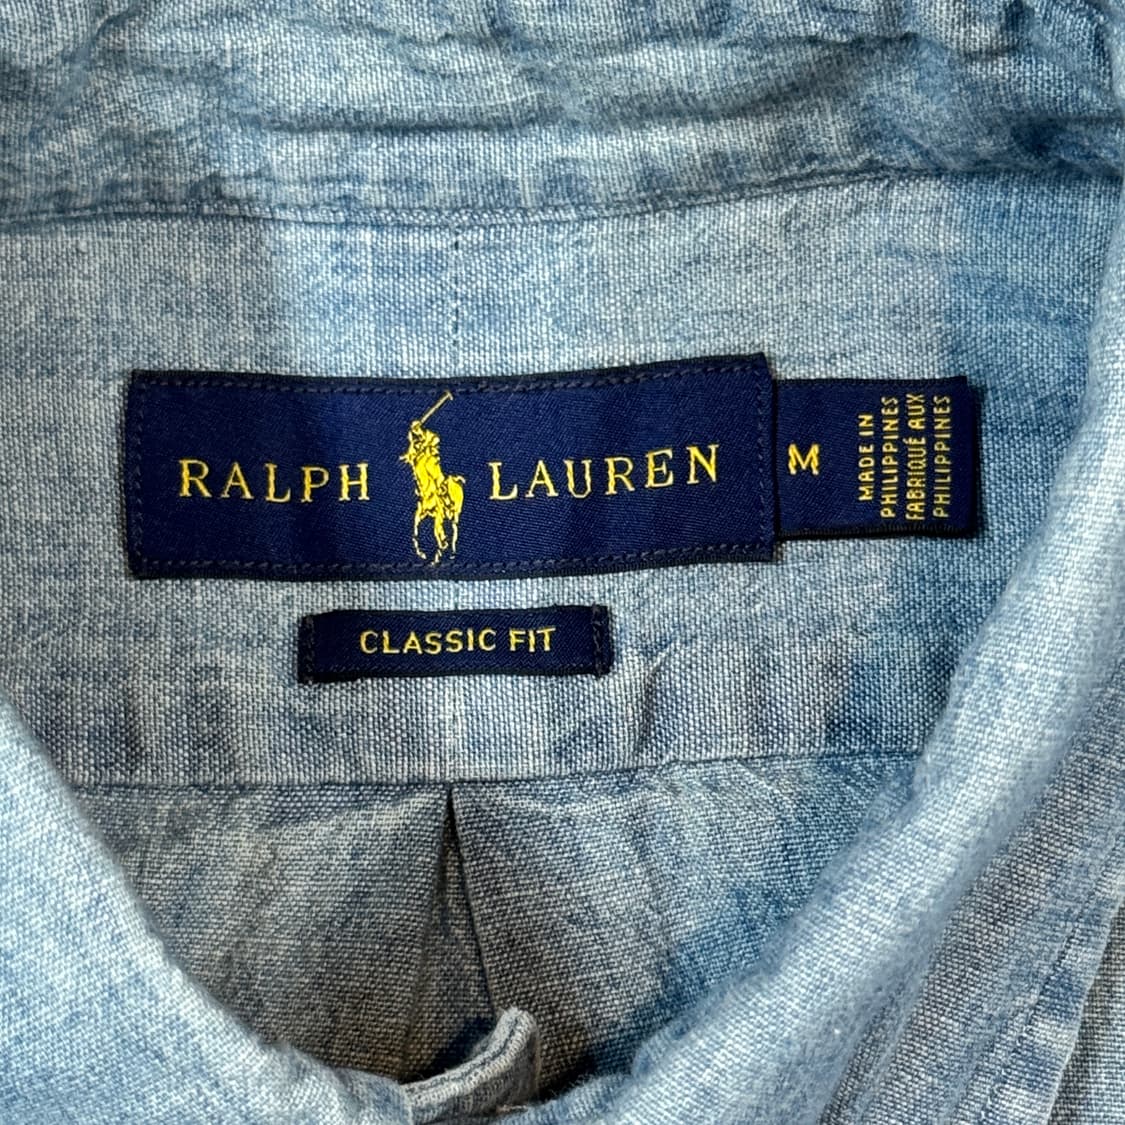 RALPH LAUREN
M
MADE IN
PHILIPPINES
FABRIQUÉ AUX
PHILIPPINES
CLASSIC FIT